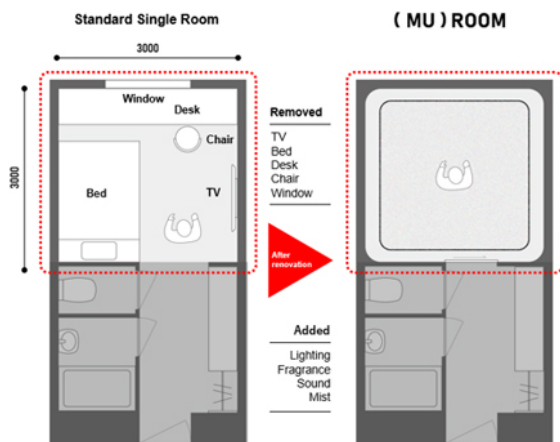 Standard Single Room
( MU ) ROOM
3000
3000
Window
Desk
Chair
Bed
TV
Removed
TV
Bed
Desk
Chair
Window
After
renovation
Added
Lighting
Fragrance
Sound
Mist